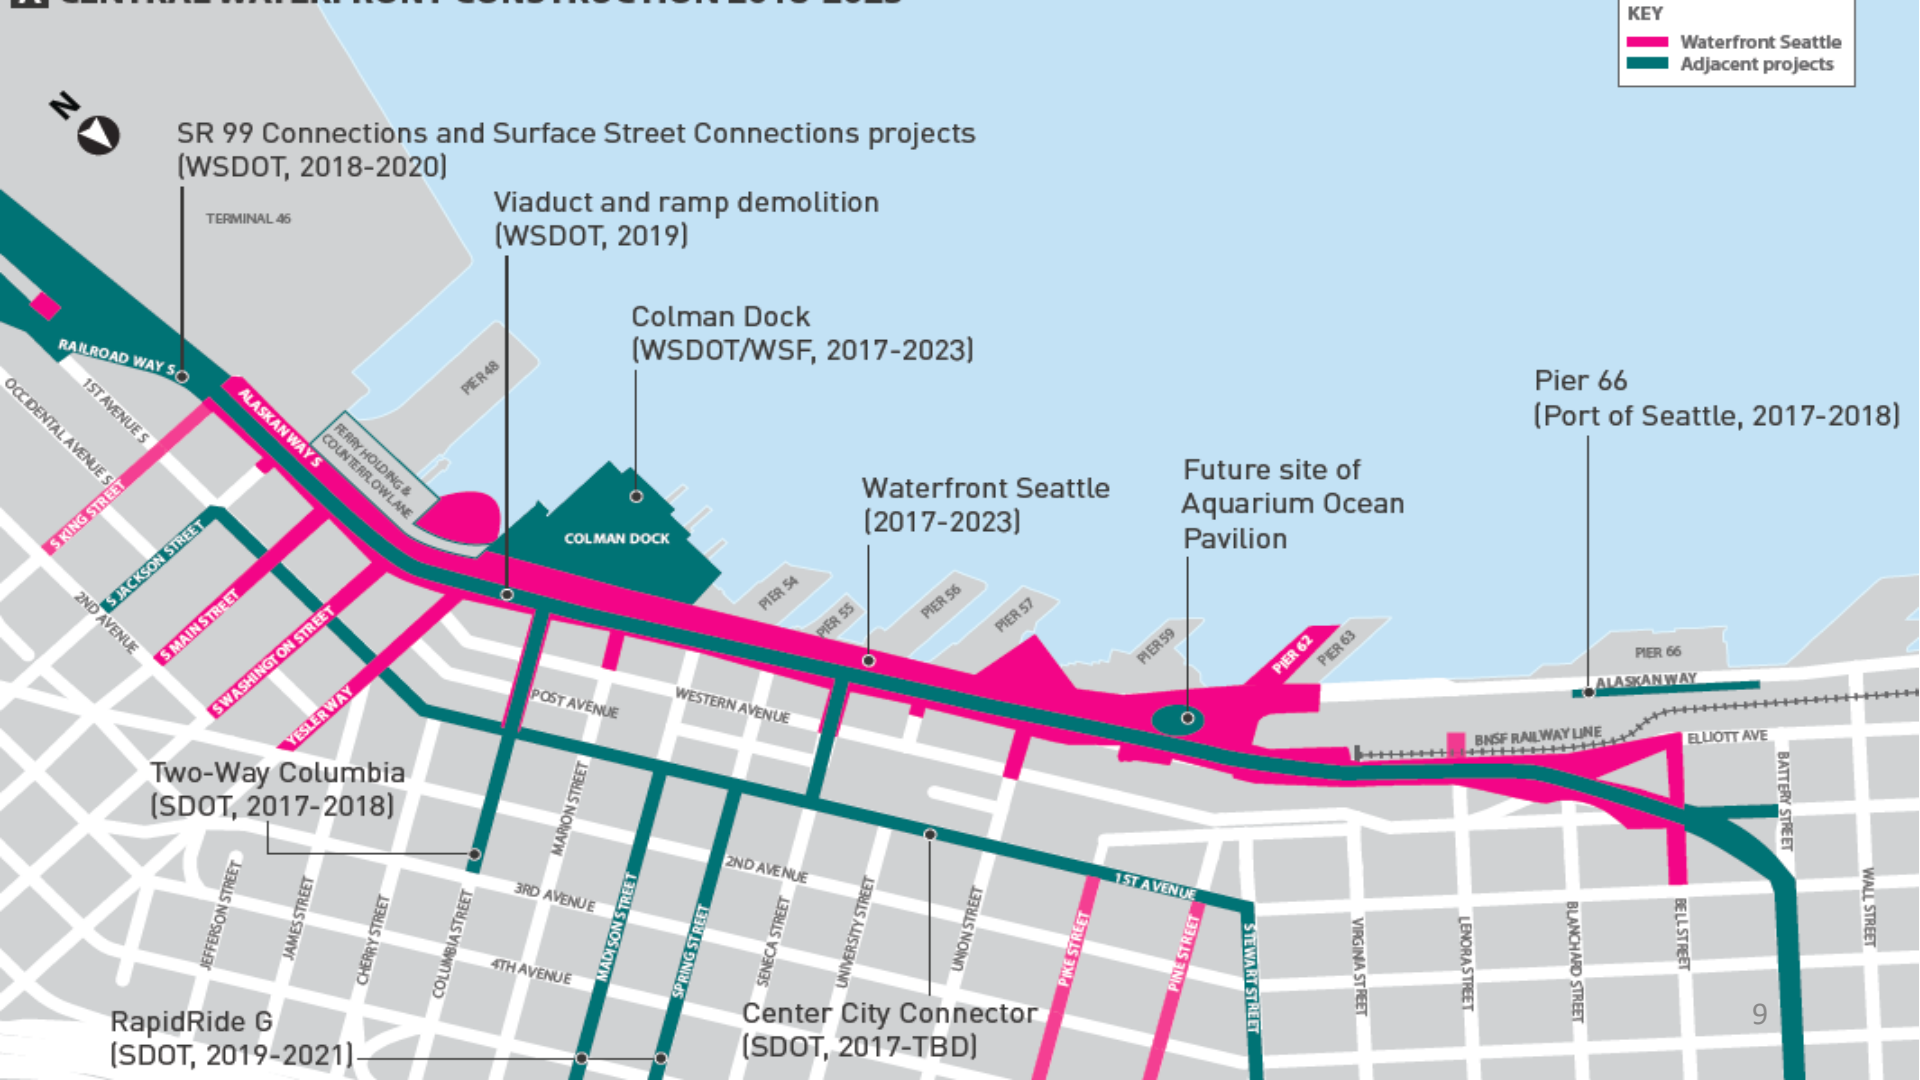 A CENTRAL WATERFRONT CONSTRUCTION 2018-2023
KEY
Waterfront Seattle
Adjacent projects
N
SR 99 Connections and Surface Street Connections projects
(WSDOT, 2018-2020)
TERMINAL 46
Viaduct and ramp demolition
(WSDOT, 2019)
Colman Dock
(WSDOT/WSF, 2017-2023)
Pier 66
(Port of Seattle, 2017-2018)
Future site of
Aquarium Ocean
Pavilion
Waterfront Seattle
(2017-2023)
RAILROAD WAY S
1ST AVENUE S
OCCIDENTAL AVENUE S
ALASKAN WAY S
FERRY HOLDING &
COUNTERFLOW LANE
PIER 48
COLMAN DOCK
PIER 54
PIER 55
PIER 56
PIER 57
PIER 59
PIER 62
PIER 63
PIER 66
ALASKAN WAY
BNSF RAILWAY LINE
ELLIOTT AVE
S KING STREET
S JACKSON STREET
2ND AVENUE
S MAIN STREET
S WASHINGTON STREET
YESLER WAY
POST AVENUE
WESTERN AVENUE
Two-Way Columbia
(SDOT, 2017-2018)
MARION STREET
2ND AVENUE
3RD AVENUE
4TH AVENUE
1ST AVENUE
JEFFERSON STREET
JAMES STREET
CHERRY STREET
COLUMBIA STREET
MADISON STREET
SPRING STREET
SENECA STREET
UNIVERSITY STREET
UNION STREET
PIKE STREET
PINE STREET
STEWART STREET
VIRGINIA STREET
LENORA STREET
BLANCHARD STREET
BELL STREET
BATTERY STREET
WALL STREET
Center City Connector
(SDOT, 2017-TBD)
RapidRide G
(SDOT, 2019-2021)
9